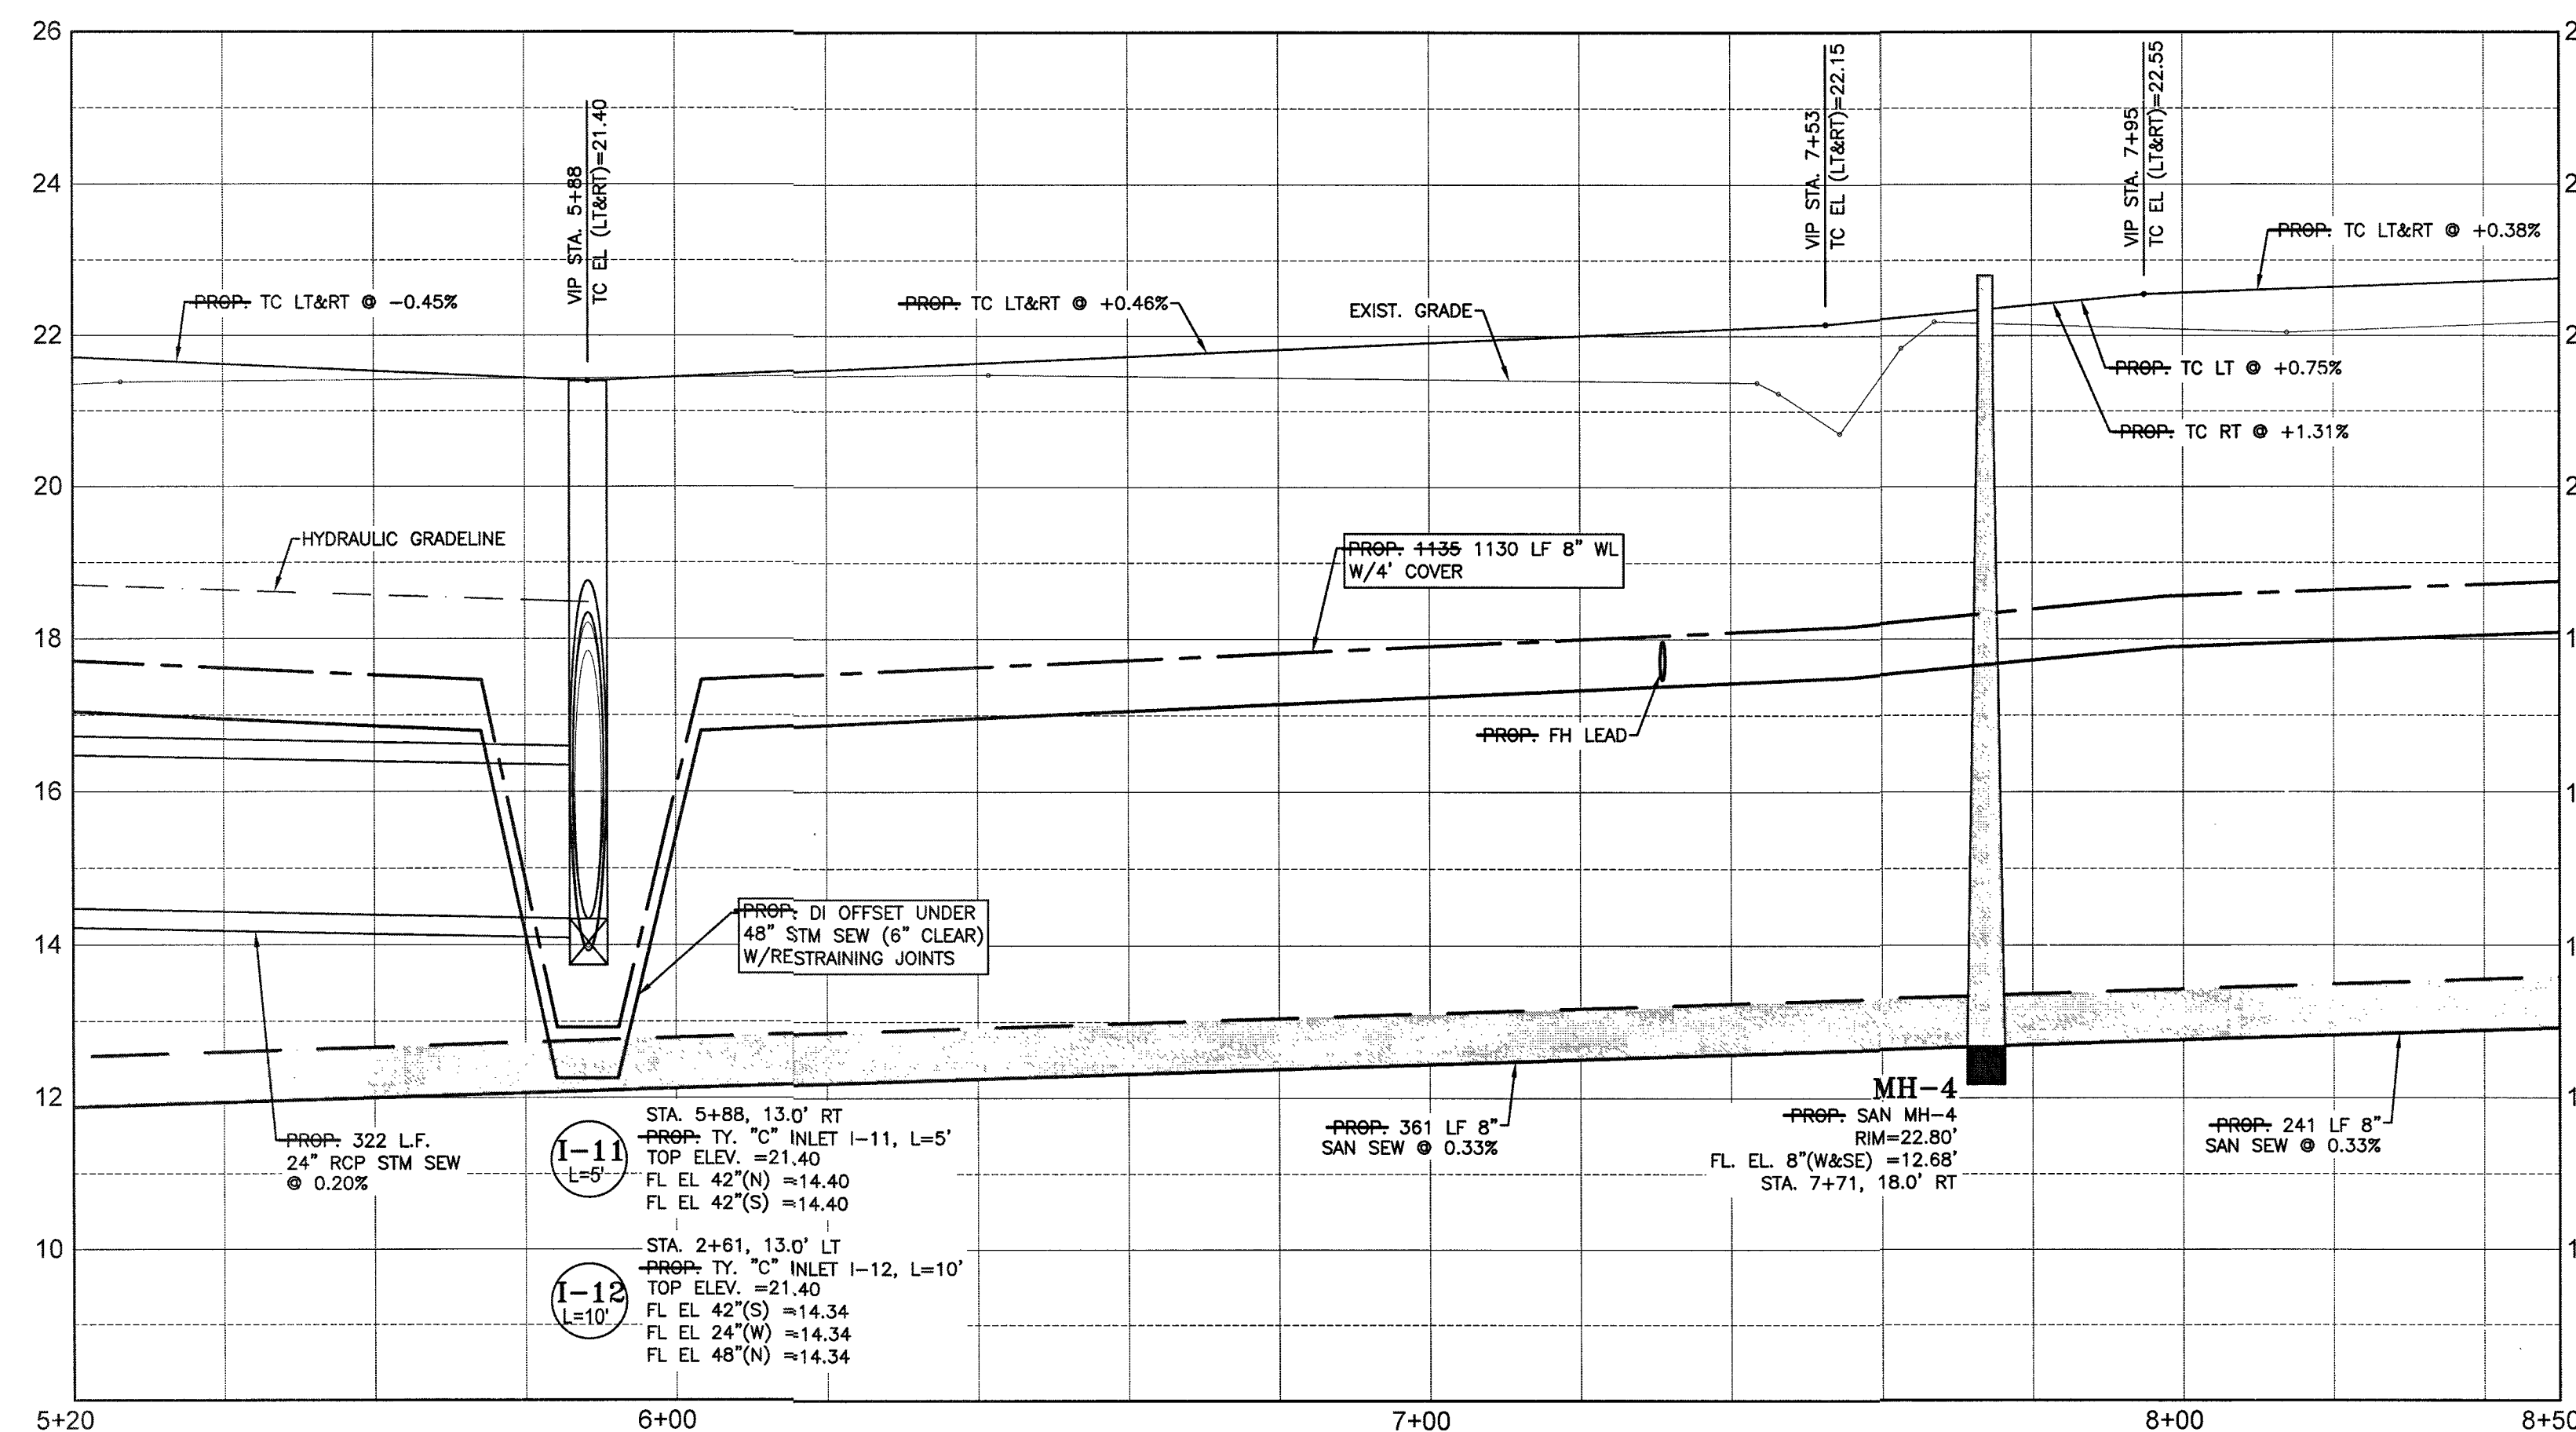 26
24
22
20
18
16
14
12
10
VIP STA. 5+88
TC EL (LT&RT)=21.40
VIP STA. 7+53
TC EL (LT&RT)=22.15
VIP STA. 7+95
TC EL (LT&RT)=22.55
PROP. TC LT&RT @ -0.45%
PROP. TC LT&RT @ +0.46%
EXIST. GRADE
PROP. TC LT&RT @ +0.38%
PROP. TC LT @ +0.75%
PROP. TC RT @ +1.31%
HYDRAULIC GRADELINE
PROP. 1135 1130 LF 8" WL
W/4' COVER
PROP. FH LEAD
PROP. DI OFFSET UNDER
48" STM SEW (6" CLEAR)
W/RESTRAINING JOINTS
PROP. 322 L.F.
24" RCP STM SEW
@ 0.20%
I-11
L=5'
STA. 5+88, 13.0' RT
PROP. TY. "C" INLET I-11, L=5'
TOP ELEV. =21.40
FL EL 42"(N) =14.40
FL EL 42"(S) =14.40
I-12
L=10'
STA. 2+61, 13.0' LT
PROP. TY. "C" INLET I-12, L=10'
TOP ELEV. =21.40
FL EL 42"(S) =14.34
FL EL 24"(W) =14.34
FL EL 48"(N) =14.34
PROP. 361 LF 8"
SAN SEW @ 0.33%
MH-4
PROP. SAN MH-4
RIM=22.80'
FL. EL. 8"(W&SE) =12.68'
STA. 7+71, 18.0' RT
PROP. 241 LF 8"
SAN SEW @ 0.33%
5+20
6+00
7+00
8+00
8+50